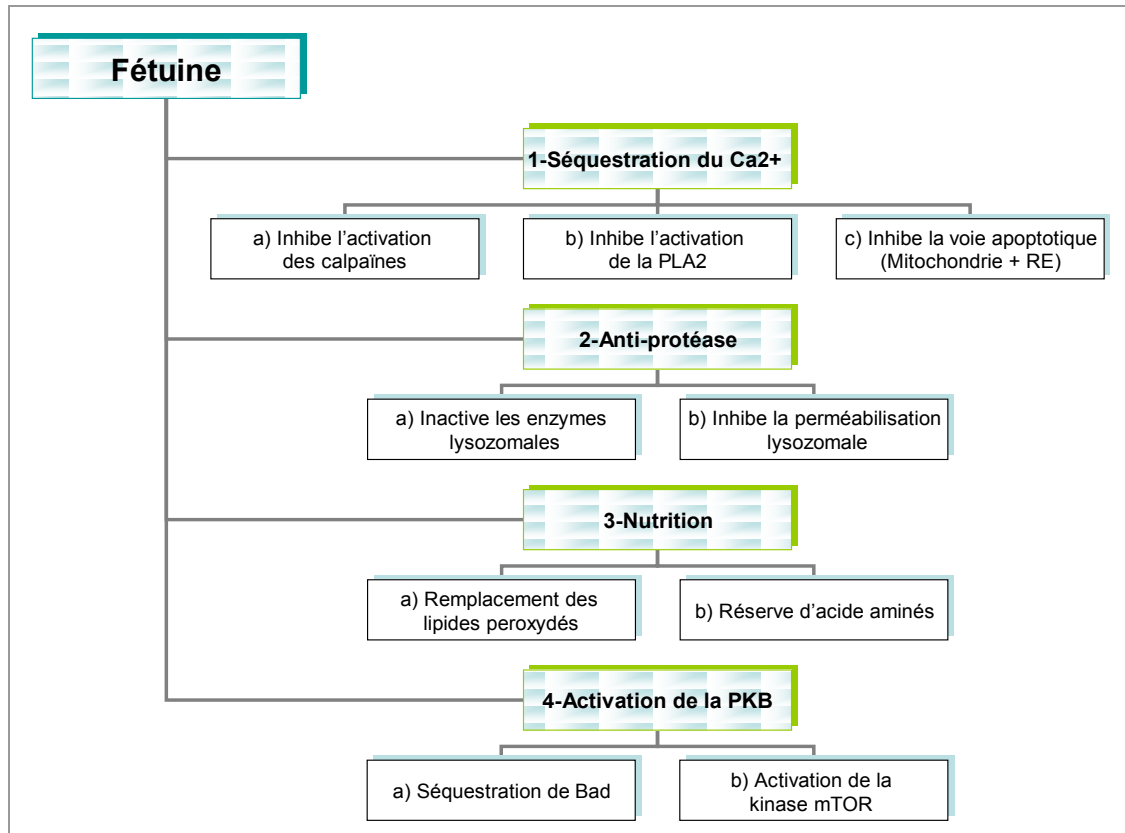 Fétuine
1-Séquestration du Ca2+
a) Inhibe l'activation
des calpaïnes
b) Inhibe l'activation
de la PLA2
c) Inhibe la voie apoptotique
(Mitochondrie + RE)
2-Anti-protéase
a) Inactive les enzymes
lysozomales
b) Inhibe la perméabilisation
lysozomale
3-Nutrition
a) Remplacement des
lipides peroxydés
b) Réserve d'acide aminés
4-Activation de la PKB
a) Séquestration de Bad
b) Activation de la
kinase mTOR